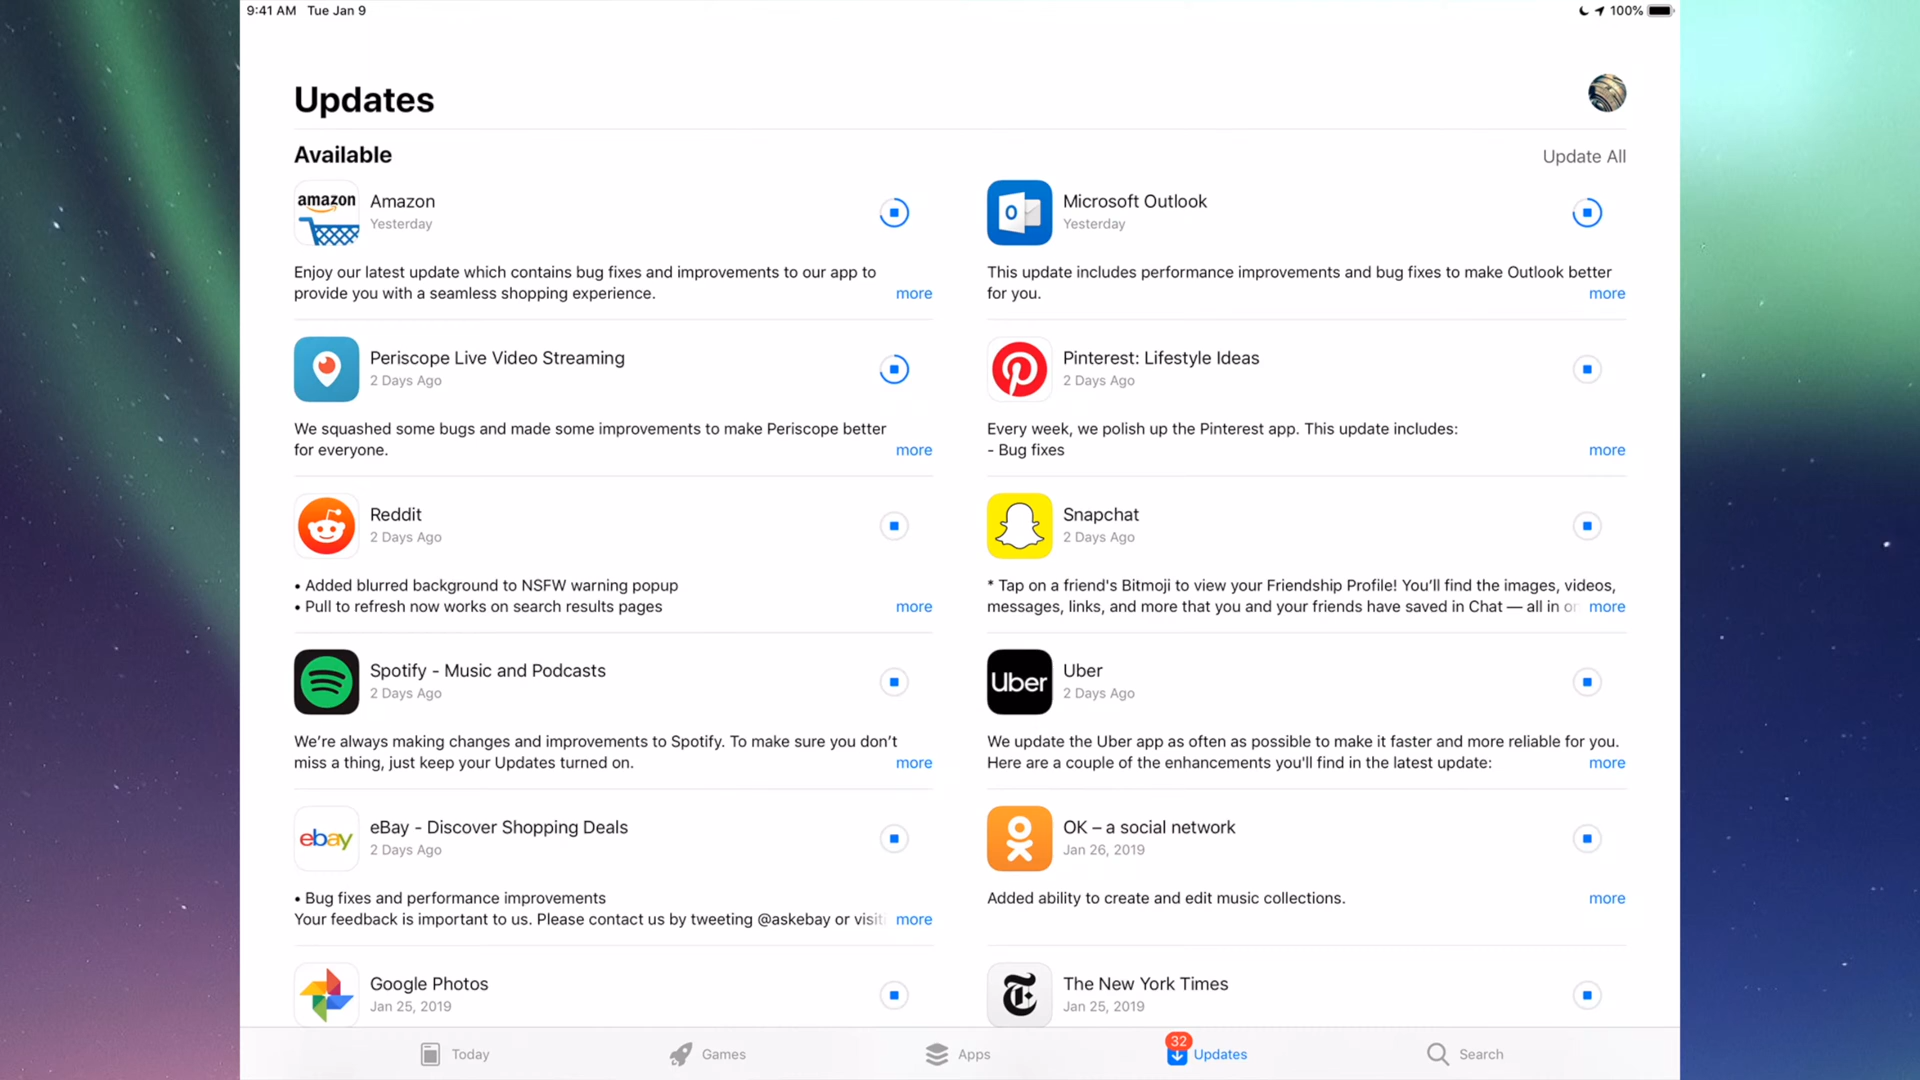 9:41 AM Tue Jan 9
100%
Updates
Available
Update All
amazon
Amazon
Yesterday
Enjoy our latest update which contains bug fixes and improvements to our app to
provide you with a seamless shopping experience.
more
O
Microsoft Outlook
Yesterday
This update includes performance improvements and bug fixes to make Outlook better
for you.
more
Periscope Live Video Streaming
2 Days Ago
We squashed some bugs and made some improvements to make Periscope better
for everyone.
more
Pinterest: Lifestyle Ideas
2 Days Ago
Every week, we polish up the Pinterest app. This update includes:
- Bug fixes
more
Reddit
2 Days Ago
• Added blurred background to NSFW warning popup
• Pull to refresh now works on search results pages
more
Snapchat
2 Days Ago
* Tap on a friend's Bitmoji to view your Friendship Profile! You'll find the images, videos,
messages, links, and more that you and your friends have saved in Chat — all in
more
Spotify - Music and Podcasts
2 Days Ago
We're always making changes and improvements to Spotify. To make sure you don't
miss a thing, just keep your Updates turned on.
more
Uber
Uber
2 Days Ago
We update the Uber app as often as possible to make it faster and more reliable for you.
Here are a couple of the enhancements you'll find in the latest update:
more
ebay
eBay - Discover Shopping Deals
2 Days Ago
• Bug fixes and performance improvements
Your feedback is important to us. Please contact us by tweeting @askebay or
more
OK – a social network
Jan 26, 2019
Added ability to create and edit music collections.
more
Google Photos
Jan 25, 2019
T
The New York Times
Jan 25, 2019
Today
Games
Apps
32
Updates
Search